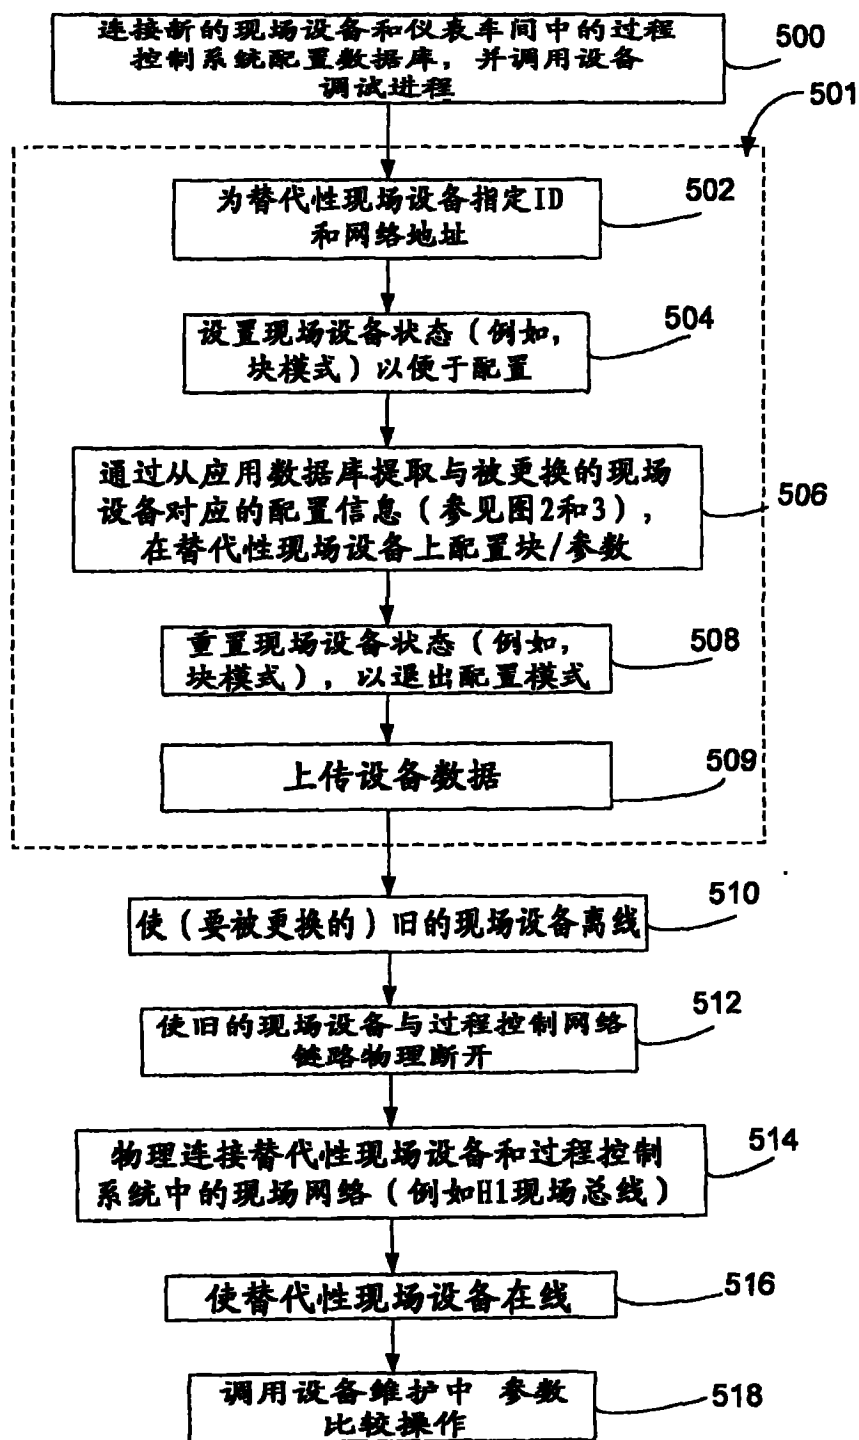 连接新的现场设备和仪表车间中的过程
控制系统配置数据库，并调用设备
调试进程
500
501
为替代性现场设备指定ID
和网络地址
502
设置现场设备状态（例如，
块模式）以便于配置
504
通过从应用数据库提取与被更换的现场
设备对应的配置信息（参见图2和3），
在替代性现场设备上配置块/参数
506
重置现场设备状态（例如，
块模式），以退出配置模式
508
上传设备数据
509
使（要被更换的）旧的现场设备离线
510
使旧的现场设备与过程控制网络
链路物理断开
512
物理连接替代性现场设备和过程控制
系统中的现场网络（例如H1现场总线）
514
使替代性现场设备在线
516
调用设备维护中 参数
比较操作
518